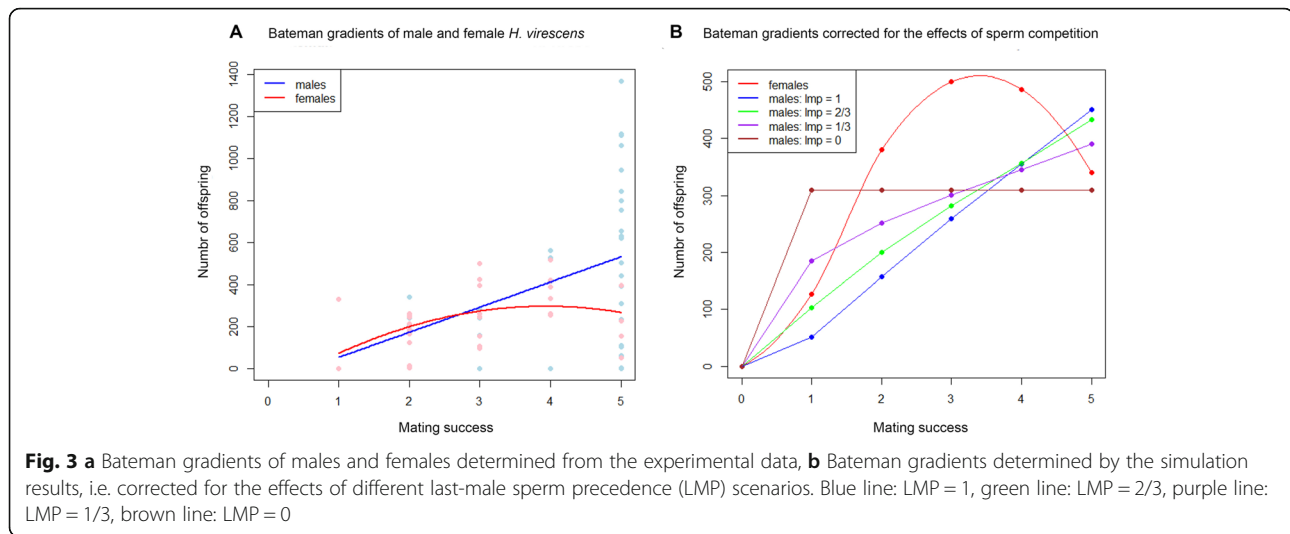 A Bateman gradients of male and female H. virescens
males
females
Numbr of offspring
1400
1200
1000
800
600
400
200
0
0 1 2 3 4 5
Mating success
B Bateman gradients corrected for the effects of sperm competition
females
males: lmp = 1
males: lmp = 2/3
males: lmp = 1/3
males: lmp = 0
Numbr of offspring
500
400
300
200
100
0
0 1 2 3 4 5
Mating success
Fig. 3 a Bateman gradients of males and females determined from the experimental data, b Bateman gradients determined by the simulation
results, i.e. corrected for the effects of different last-male sperm precedence (LMP) scenarios. Blue line: LMP = 1, green line: LMP = 2/3, purple line:
LMP = 1/3, brown line: LMP = 0